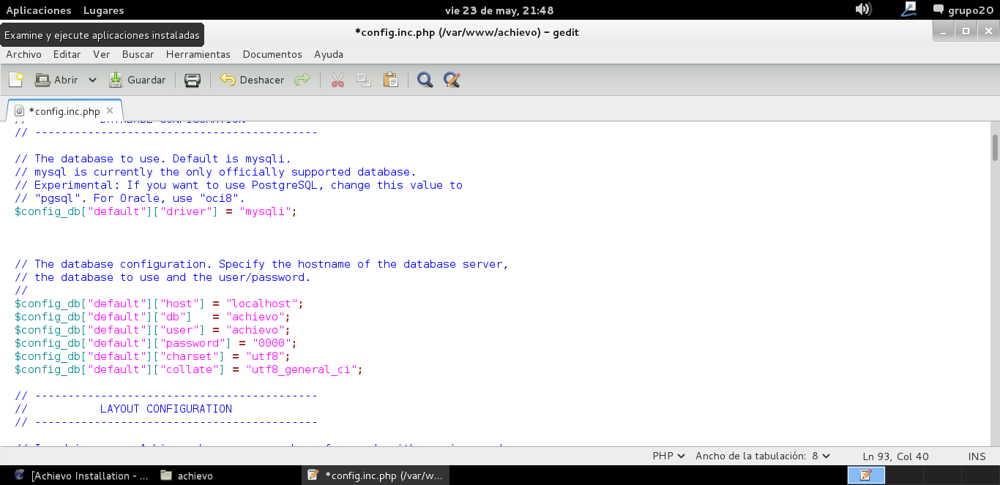 Aplicaciones Lugares vie 23 de may, 21:48 grupo20
Examine y ejecute aplicaciones instaladas
*config.inc.php (/var/www/achievo) - gedit
Archivo Editar Ver Buscar Herramientas Documentos Ayuda
Abrir Guardar Deshacer
*config.inc.php
// DATABASE CONFIGURATION
// -------------------------------------------
// The database to use. Default is mysqli.
// mysql is currently the only officially supported database.
// Experimental: If you want to use PostgreSQL, change this value to
// "pgsql". For Oracle, use "oci8".
$config_db["default"]["driver"] = "mysqli";
// The database configuration. Specify the hostname of the database server,
// the database to use and the user/password.
//
$config_db["default"]["host"] = "localhost";
$config_db["default"]["db"]   = "achievo";
$config_db["default"]["user"] = "achievo";
$config_db["default"]["password"] = "0000";
$config_db["default"]["charset"] = "utf8";
$config_db["default"]["collate"] = "utf8_general_ci";
// -------------------------------------------
//           LAYOUT CONFIGURATION
// -------------------------------------------
PHP Ancho de la tabulación: 8 Ln 93, Col 40 INS
[Achievo Installation - ... achievo *config.inc.php (/var/w...